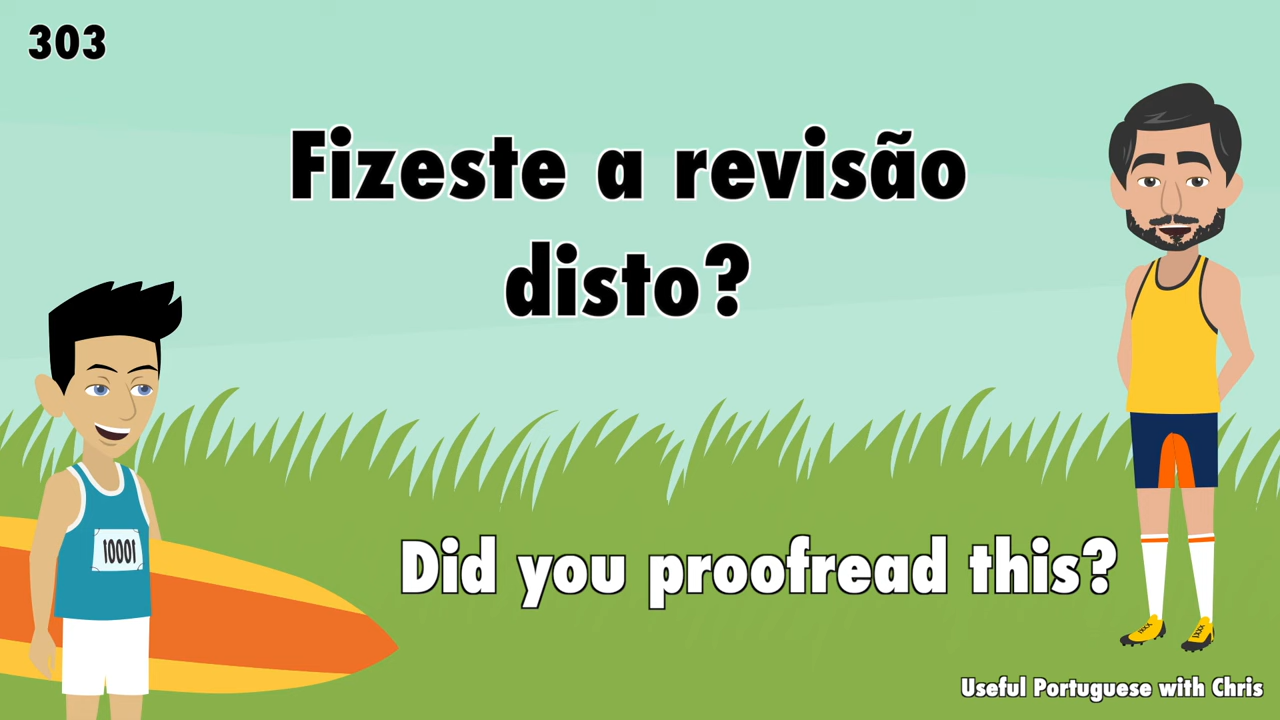 303
Fizeste a revisão
disto?
10001
Did you proofread this?
Useful Portuguese with Chris